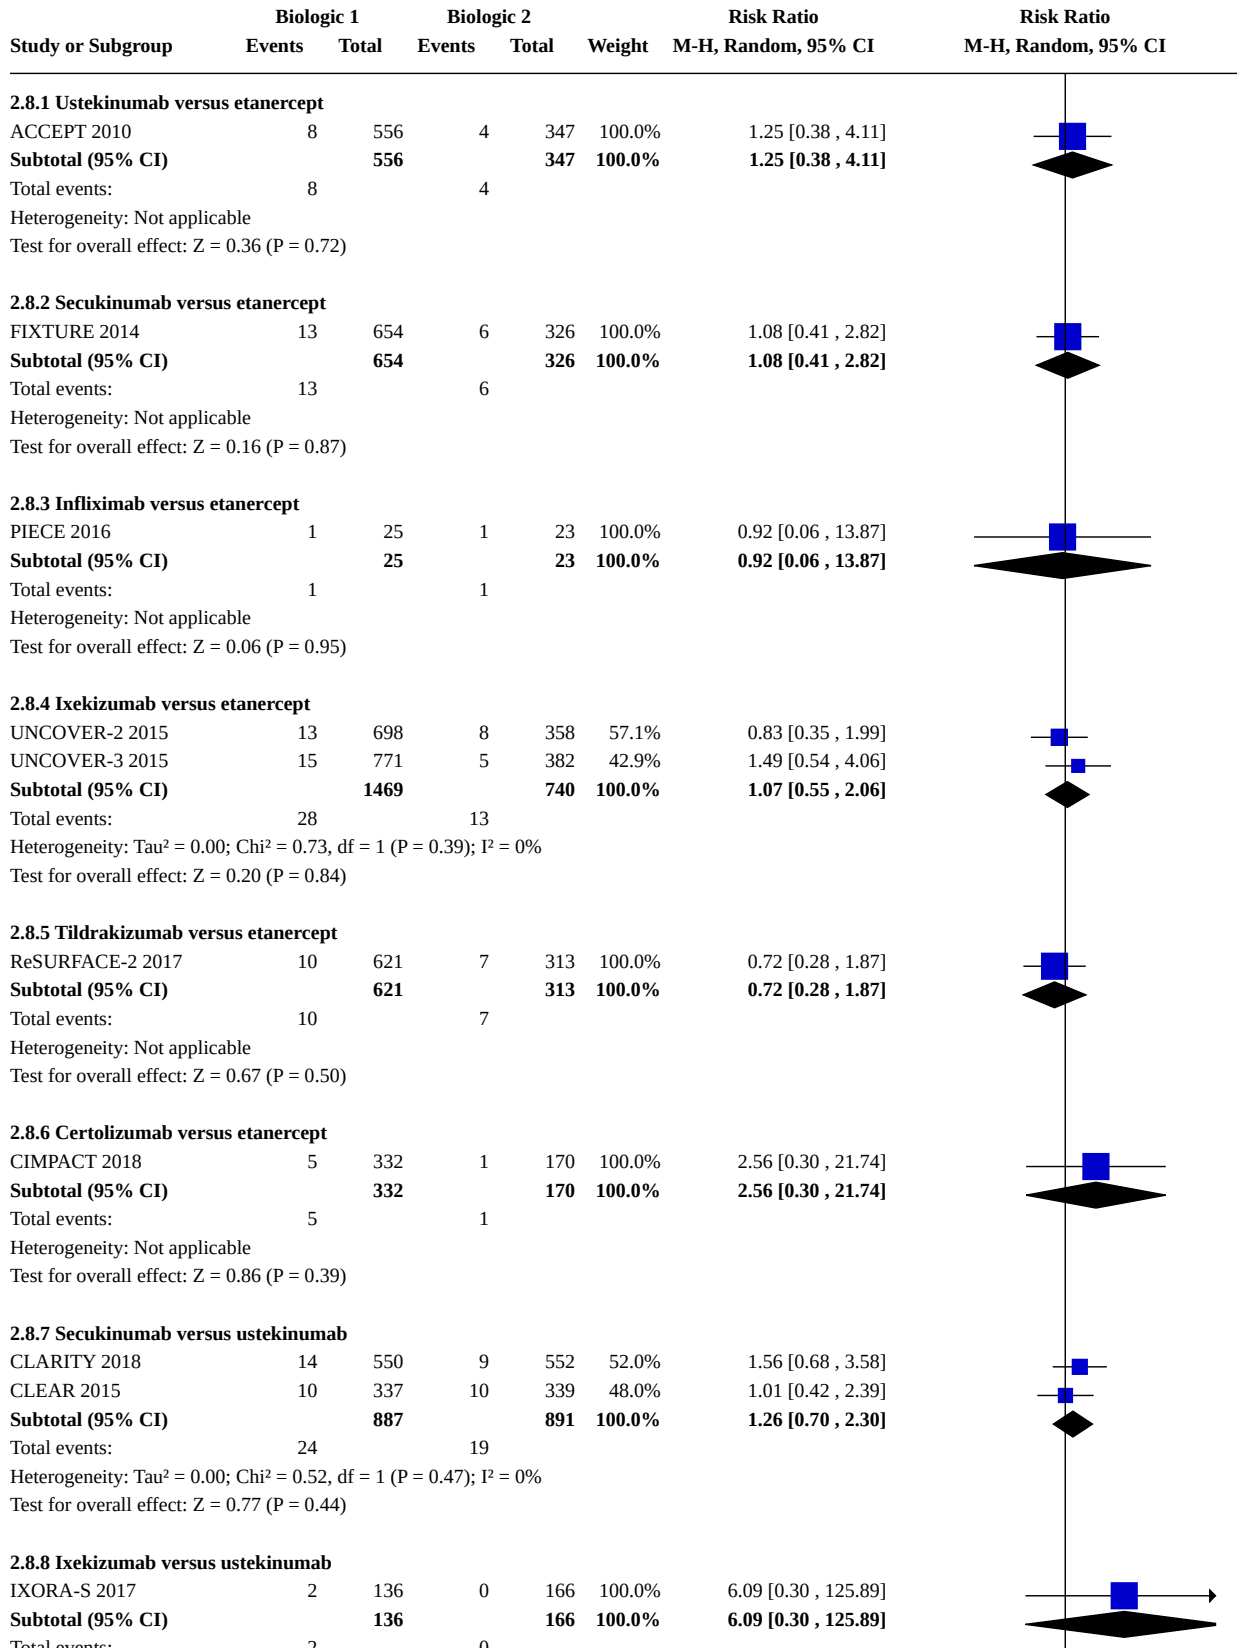 Biologic 1 Biologic 2 Risk Ratio Risk Ratio
Study or Subgroup Events Total Events Total Weight M-H, Random, 95% CI M-H, Random, 95% CI
2.8.1 Ustekinumab versus etanercept
ACCEPT 2010 8 556 4 347 100.0% 1.25 [0.38 , 4.11]
Subtotal (95% CI) 556 347 100.0% 1.25 [0.38 , 4.11]
Total events: 8 4
Heterogeneity: Not applicable
Test for overall effect: Z = 0.36 (P = 0.72)
2.8.2 Secukinumab versus etanercept
FIXTURE 2014 13 654 6 326 100.0% 1.08 [0.41 , 2.82]
Subtotal (95% CI) 654 326 100.0% 1.08 [0.41 , 2.82]
Total events: 13 6
Heterogeneity: Not applicable
Test for overall effect: Z = 0.16 (P = 0.87)
2.8.3 Infliximab versus etanercept
PIECE 2016 1 25 1 23 100.0% 0.92 [0.06 , 13.87]
Subtotal (95% CI) 25 23 100.0% 0.92 [0.06 , 13.87]
Total events: 1 1
Heterogeneity: Not applicable
Test for overall effect: Z = 0.06 (P = 0.95)
2.8.4 Ixekizumab versus etanercept
UNCOVER-2 2015 13 698 8 358 57.1% 0.83 [0.35 , 1.99]
UNCOVER-3 2015 15 771 5 382 42.9% 1.49 [0.54 , 4.06]
Subtotal (95% CI) 1469 740 100.0% 1.07 [0.55 , 2.06]
Total events: 28 13
Heterogeneity: Tau² = 0.00; Chi² = 0.73, df = 1 (P = 0.39); I² = 0%
Test for overall effect: Z = 0.20 (P = 0.84)
2.8.5 Tildrakizumab versus etanercept
ReSURFACE-2 2017 10 621 7 313 100.0% 0.72 [0.28 , 1.87]
Subtotal (95% CI) 621 313 100.0% 0.72 [0.28 , 1.87]
Total events: 10 7
Heterogeneity: Not applicable
Test for overall effect: Z = 0.67 (P = 0.50)
2.8.6 Certolizumab versus etanercept
CIMPACT 2018 5 332 1 170 100.0% 2.56 [0.30 , 21.74]
Subtotal (95% CI) 332 170 100.0% 2.56 [0.30 , 21.74]
Total events: 5 1
Heterogeneity: Not applicable
Test for overall effect: Z = 0.86 (P = 0.39)
2.8.7 Secukinumab versus ustekinumab
CLARITY 2018 14 550 9 552 52.0% 1.56 [0.68 , 3.58]
CLEAR 2015 10 337 10 339 48.0% 1.01 [0.42 , 2.39]
Subtotal (95% CI) 887 891 100.0% 1.26 [0.70 , 2.30]
Total events: 24 19
Heterogeneity: Tau² = 0.00; Chi² = 0.52, df = 1 (P = 0.47); I² = 0%
Test for overall effect: Z = 0.77 (P = 0.44)
2.8.8 Ixekizumab versus ustekinumab
IXORA-S 2017 2 136 0 166 100.0% 6.09 [0.30 , 125.89]
Subtotal (95% CI) 136 166 100.0% 6.09 [0.30 , 125.89]
Total events: 2 0